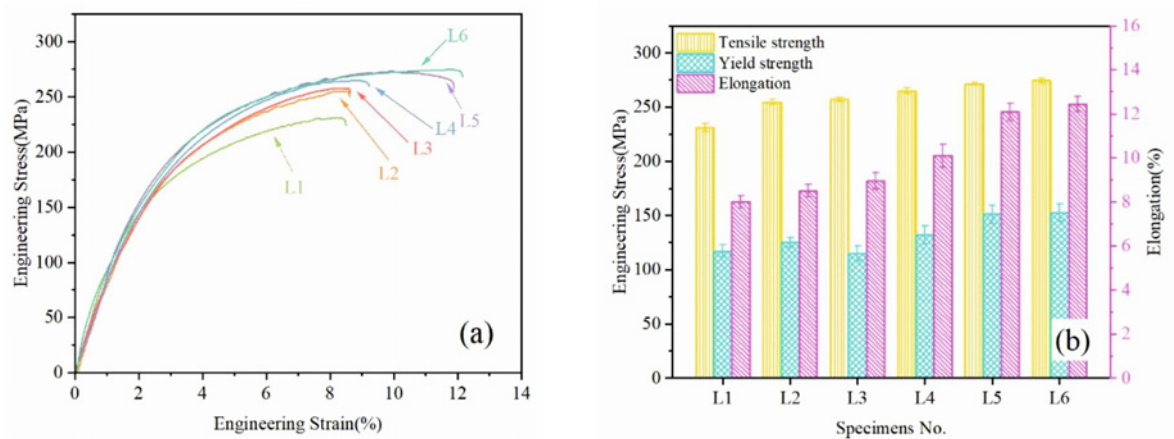 300
250
200
150
100
50
0
Engineering Stress(MPa)
0 2 4 6 8 10 12 14
Engineering Strain(%)
L6
L5
L4
L3
L2
L1
(a)
300
250
200
150
100
50
0
Engineering Stress(MPa)
Tensile strength
Yield strength
Elongation
16
14
12
10
8
6
4
2
0
Elongation(%)
L1 L2 L3 L4 L5 L6
Specimens No.
(b)